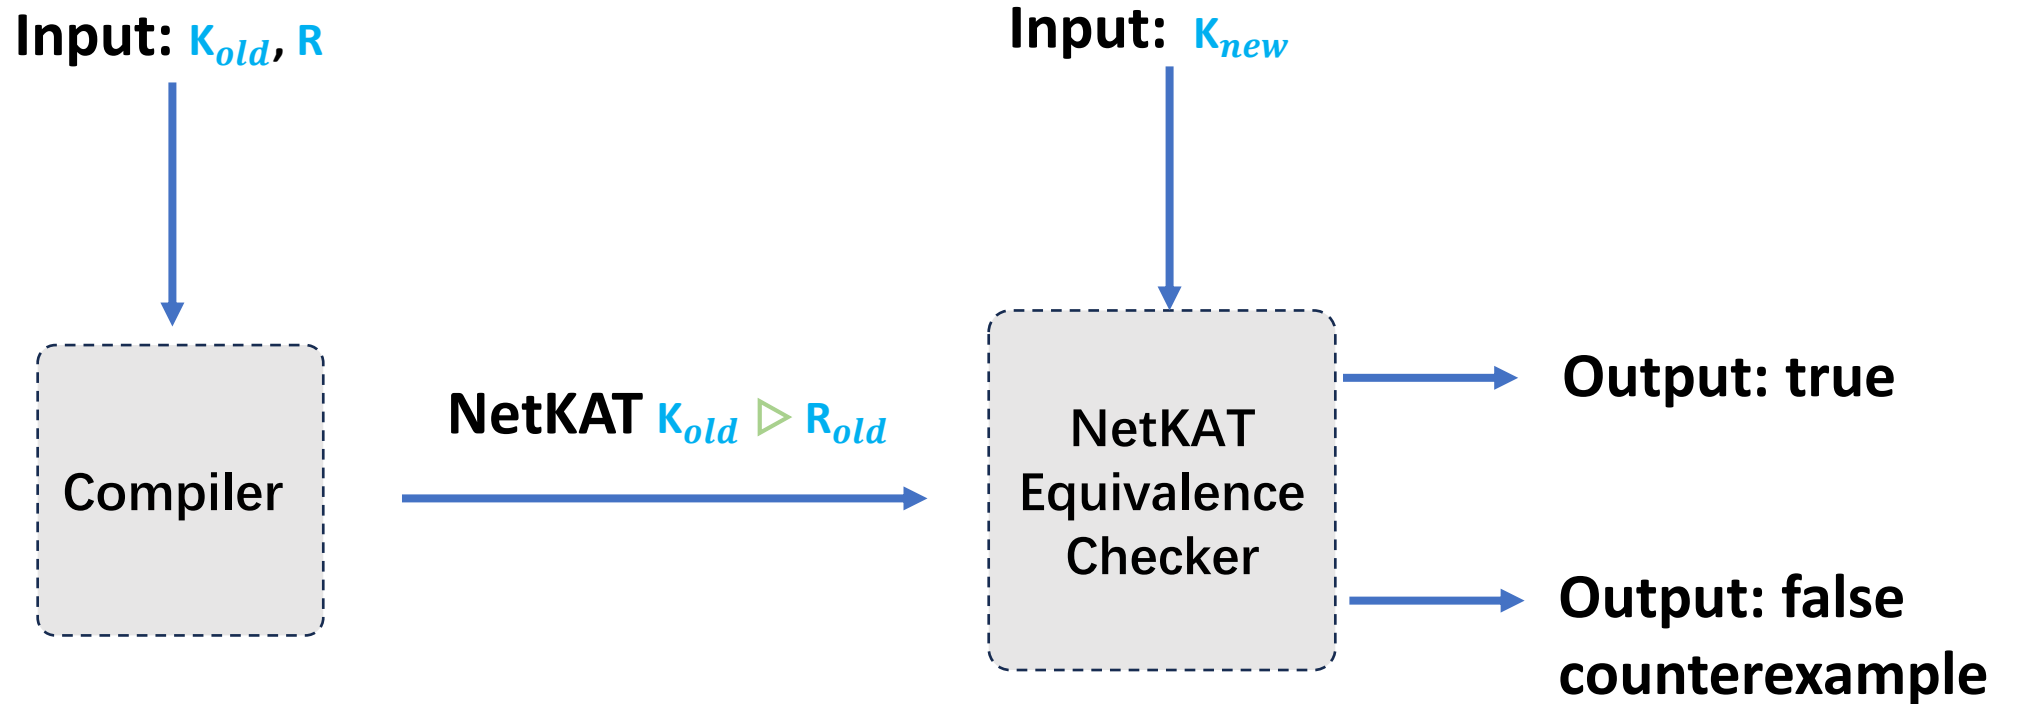 Input: K_old, R
Input: K_new
NetKAT K_old ▷ R_old
Compiler
NetKAT
Equivalence
Checker
Output: true
Output: false
counterexample